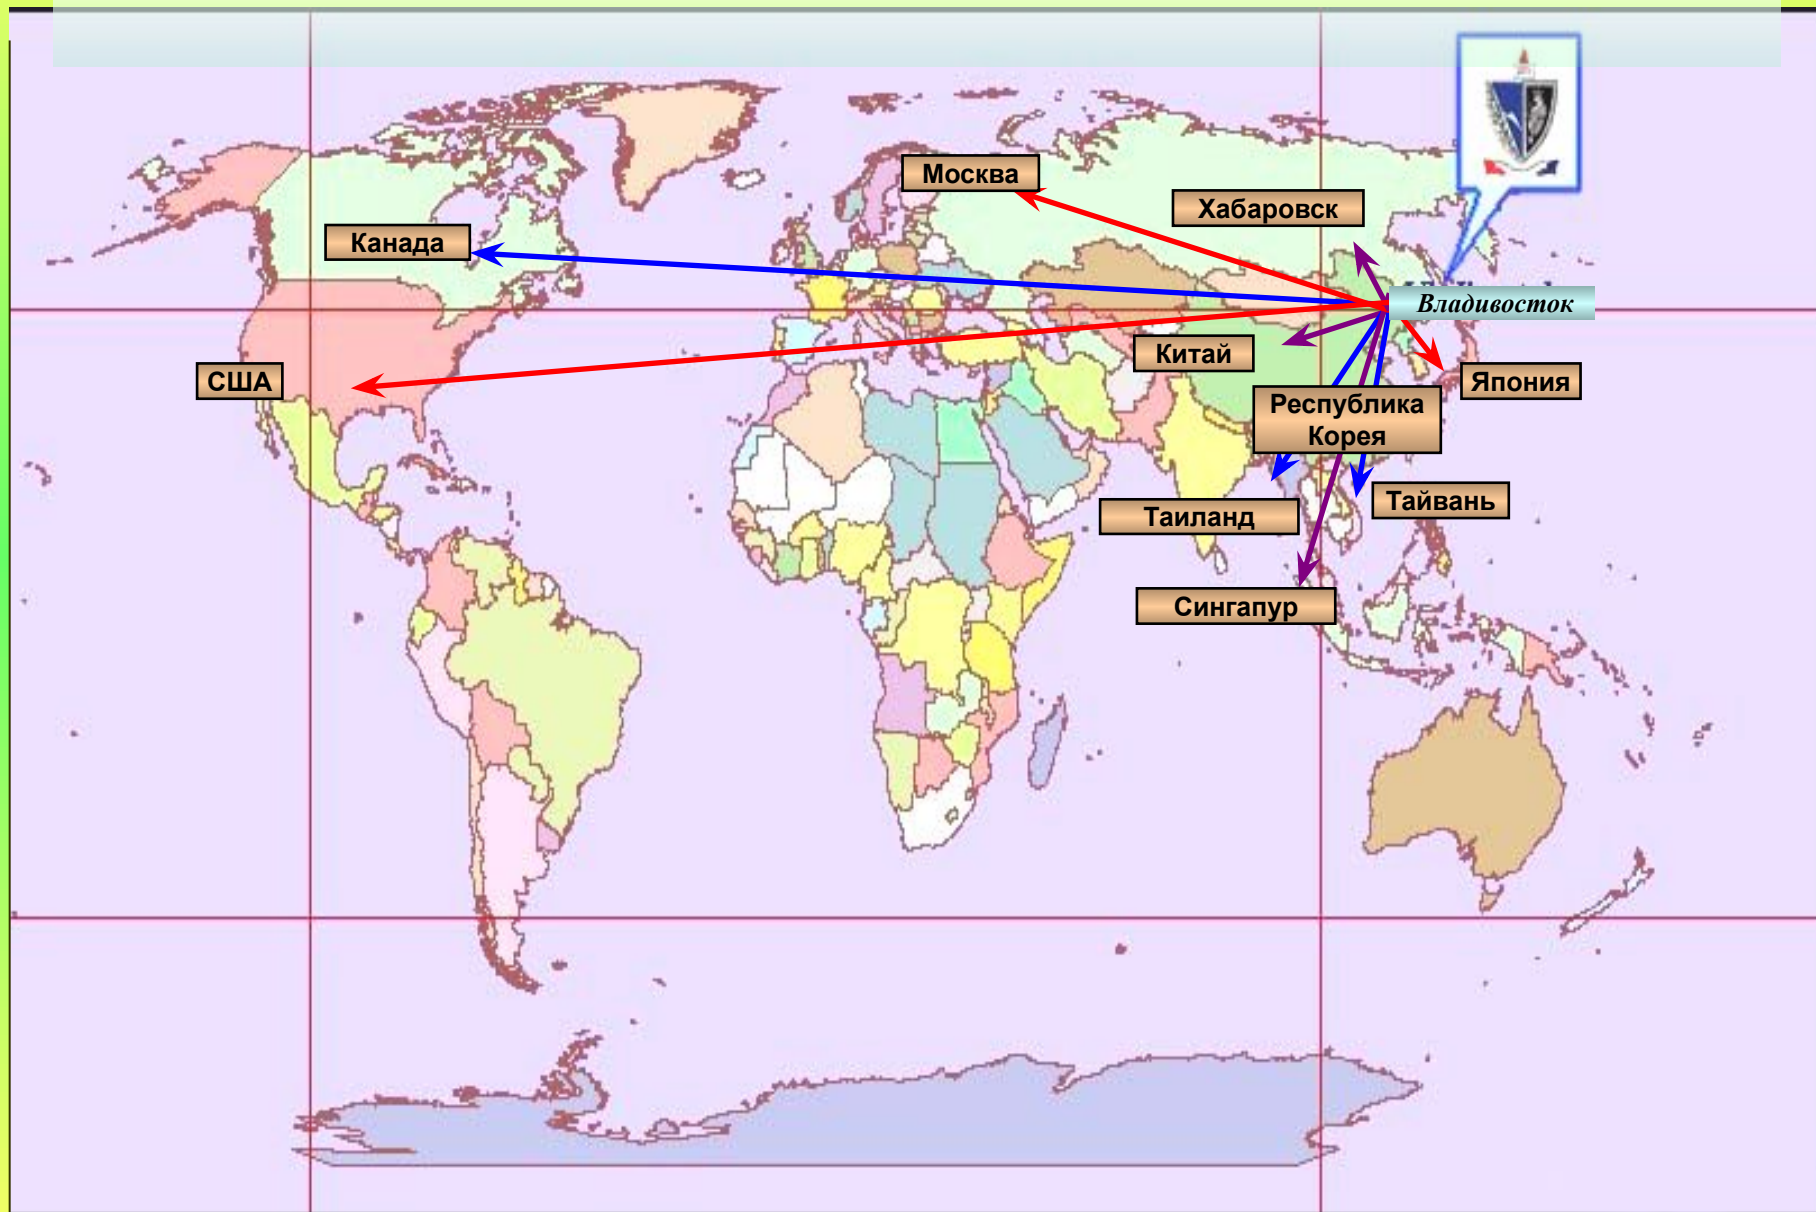 Москва
Хабаровск
Канада
Владивосток
Китай
США
Япония
Республика
Корея
Тайвань
Таиланд
Сингапур